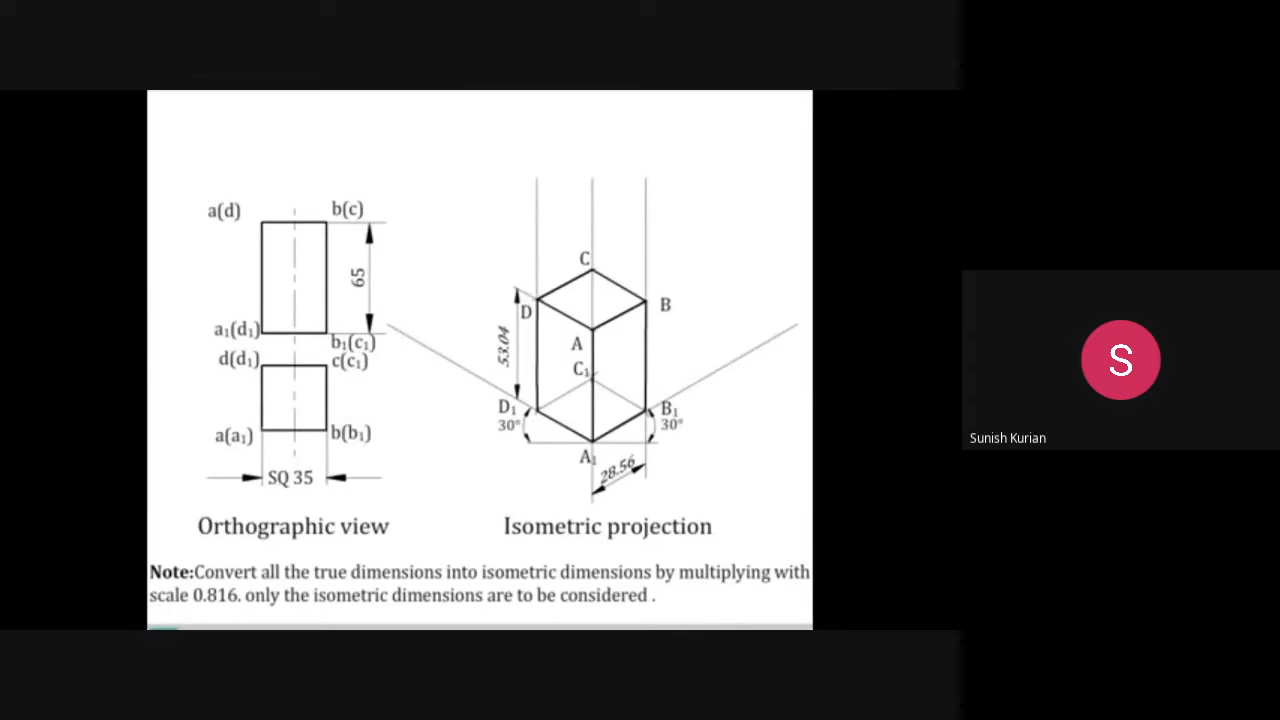 a(d)
b(c)
65
a₁(d₁)
b₁(c₁)
d(d₁)
c(c₁)
a(a₁)
b(b₁)
SQ 35
Orthographic view
C
D
B
53.04
A
C₁
D₁
B₁
30°
30°
A₁
28.56
Isometric projection
Note:Convert all the true dimensions into isometric dimensions by multiplying with
scale 0.816. only the isometric dimensions are to be considered .
S
Sunish Kurian